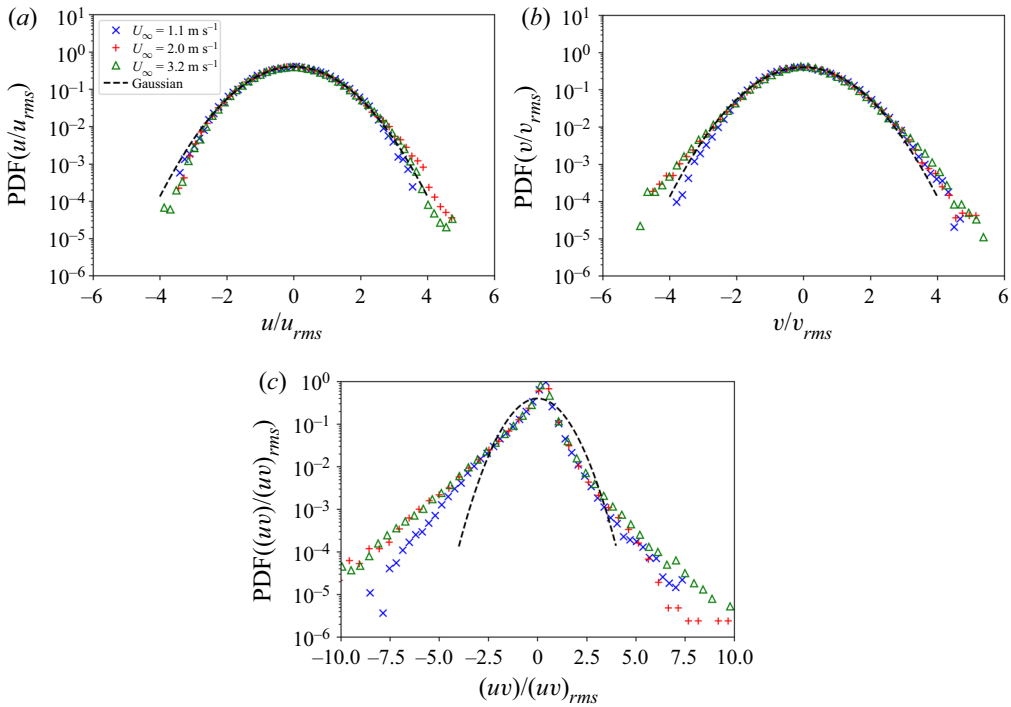 (a)
10^1
10^0
10^–1
10^–2
10^–3
10^–4
10^–5
10^–6
PDF(u/u_rms)
U_∞ = 1.1 m s^–1
U_∞ = 2.0 m s^–1
U_∞ = 3.2 m s^–1
Gaussian
–6 –4 –2 0 2 4 6
u/u_rms
(b)
10^1
10^0
10^–1
10^–2
10^–3
10^–4
10^–5
10^–6
PDF(v/v_rms)
–6 –4 –2 0 2 4 6
v/v_rms
(c)
10^0
10^–1
10^–2
10^–3
10^–4
10^–5
10^–6
PDF((uv)/(uv)_rms)
–10.0 –7.5 –5.0 –2.5 0 2.5 5.0 7.5 10.0
(uv)/(uv)_rms